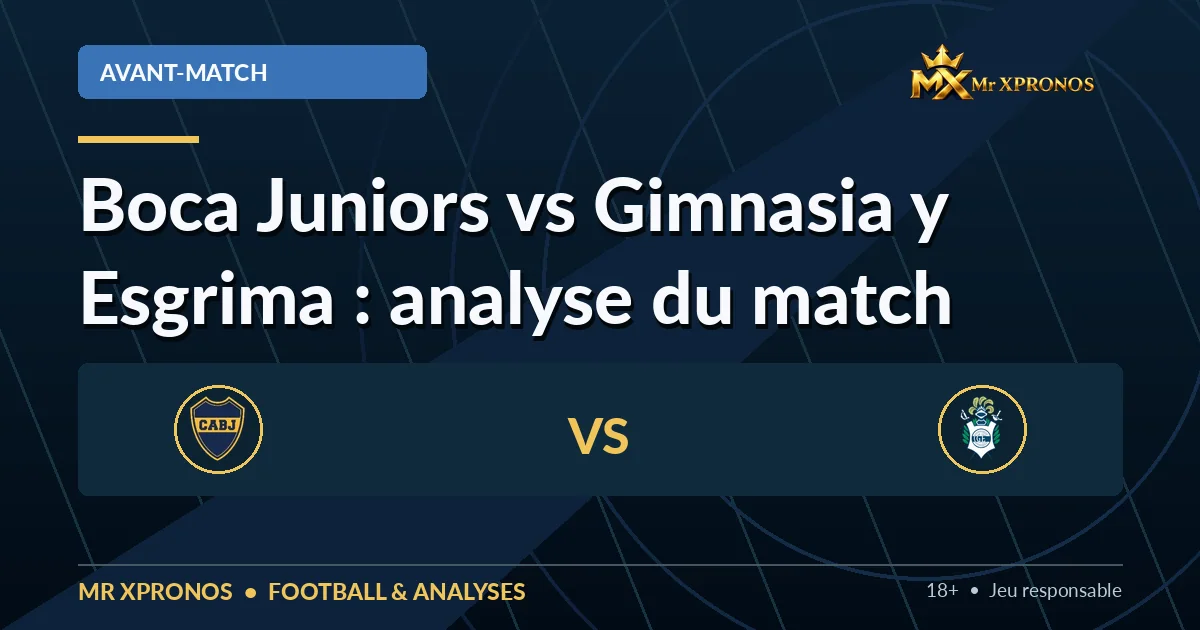 AVANT-MATCH
MX Mr XPRONOS
Boca Juniors vs Gimnasia y
Esgrima : analyse du match
CABJ
VS
MR XPRONOS • FOOTBALL & ANALYSES
18+ • Jeu responsable